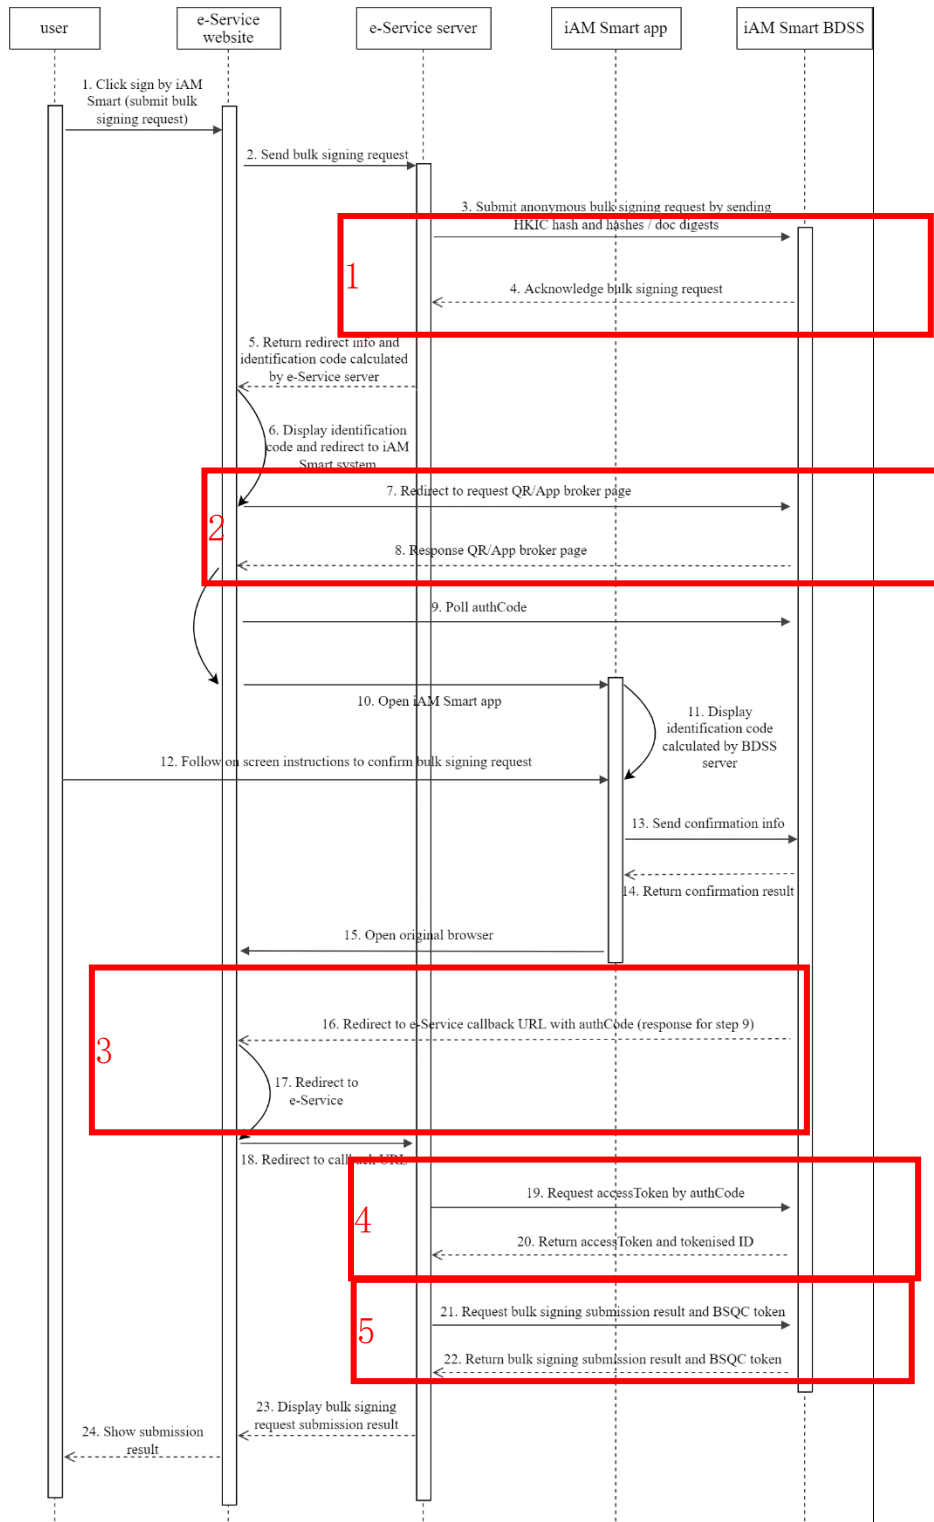 user
e-Service
website
e-Service server
iAM Smart app
iAM Smart BDSS
1. Click sign by iAM
Smart (submit bulk
signing request)
2. Send bulk signing request
3. Submit anonymous bulk signing request by sending
HKIC hash and hashes / doc digests
1
4. Acknowledge bulk signing request
5. Return redirect info and
identification code calculated
by e-Service server
6. Display identification
code and redirect to iAM
Smart system
7. Redirect to request QR/App broker page
2
8. Response QR/App broker page
9. Poll authCode
10. Open iAM Smart app
11. Display
identification code
calculated by BDSS
server
12. Follow on screen instructions to confirm bulk signing request
13. Send confirmation info
14. Return confirmation result
15. Open original browser
16. Redirect to e-Service callback URL with authCode (response for step 9)
3
17. Redirect to
e-Service
18. Redirect to callback URL
19. Request accessToken by authCode
4
20. Return accessToken and tokenised ID
21. Request bulk signing submission result and BSQC token
5
22. Return bulk signing submission result and BSQC token
23. Display bulk signing
request submission result
24. Show submission
result